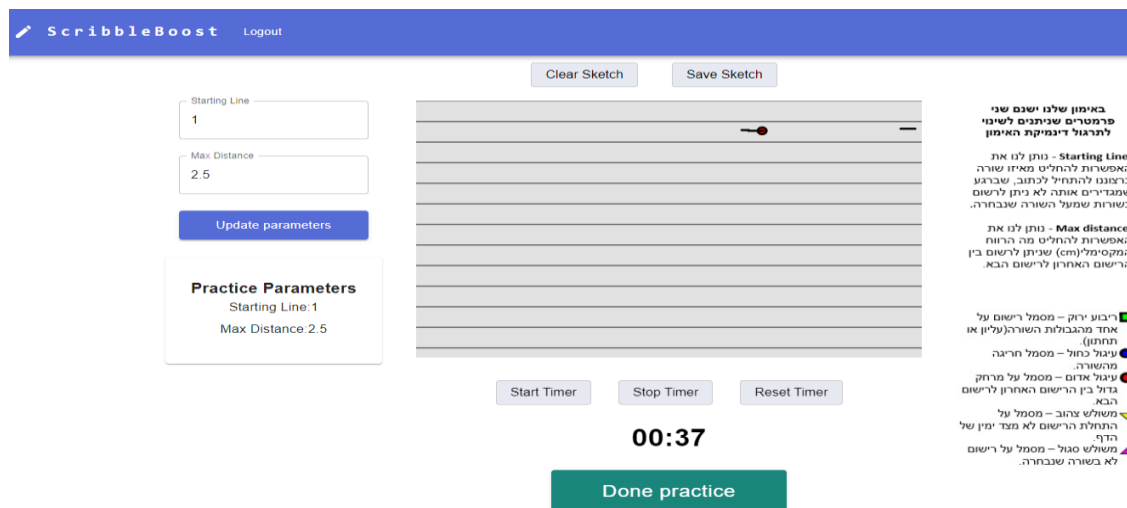 ScribbleBoost Logout
Clear Sketch Save Sketch
Starting Line
1
Max Distance
2.5
Update parameters
Practice Parameters
Starting Line:1
Max Distance:2.5
Start Timer Stop Timer Reset Timer
00:37
Done practice
באימון שלנו ישנם שני
פרמטרים שניתנים לשינוי
לתרגול דינמיקת האימון
Starting Line - נותן לנו את
האפשרות להחליט מאיזו שורה
ברצוננו להתחיל לכתוב, שברגע
שמגדירים אותה לא ניתן לרשום
בשורות שמעל השורה שנבחרה.
Max distance - נותן לנו את
האפשרות להחליט מה הרווח
המקסימלי(cm) שניתן לרשום בין
הרישום האחרון לרישום הבא.
ריבוע ירוק – מסמל רישום על
אחד מהגבולות השורה(עליון או
תחתון).
עיגול כחול – מסמל חריגה
מהשורה.
עיגול אדום – מסמל על מרחק
גדול בין הרישום האחרון לרישום
הבא.
משולש צהוב – מסמל על
התחלת הרישום לא מצד ימין של
הדף.
משולש סגול – מסמל על רישום
לא בשורה שנבחרה.